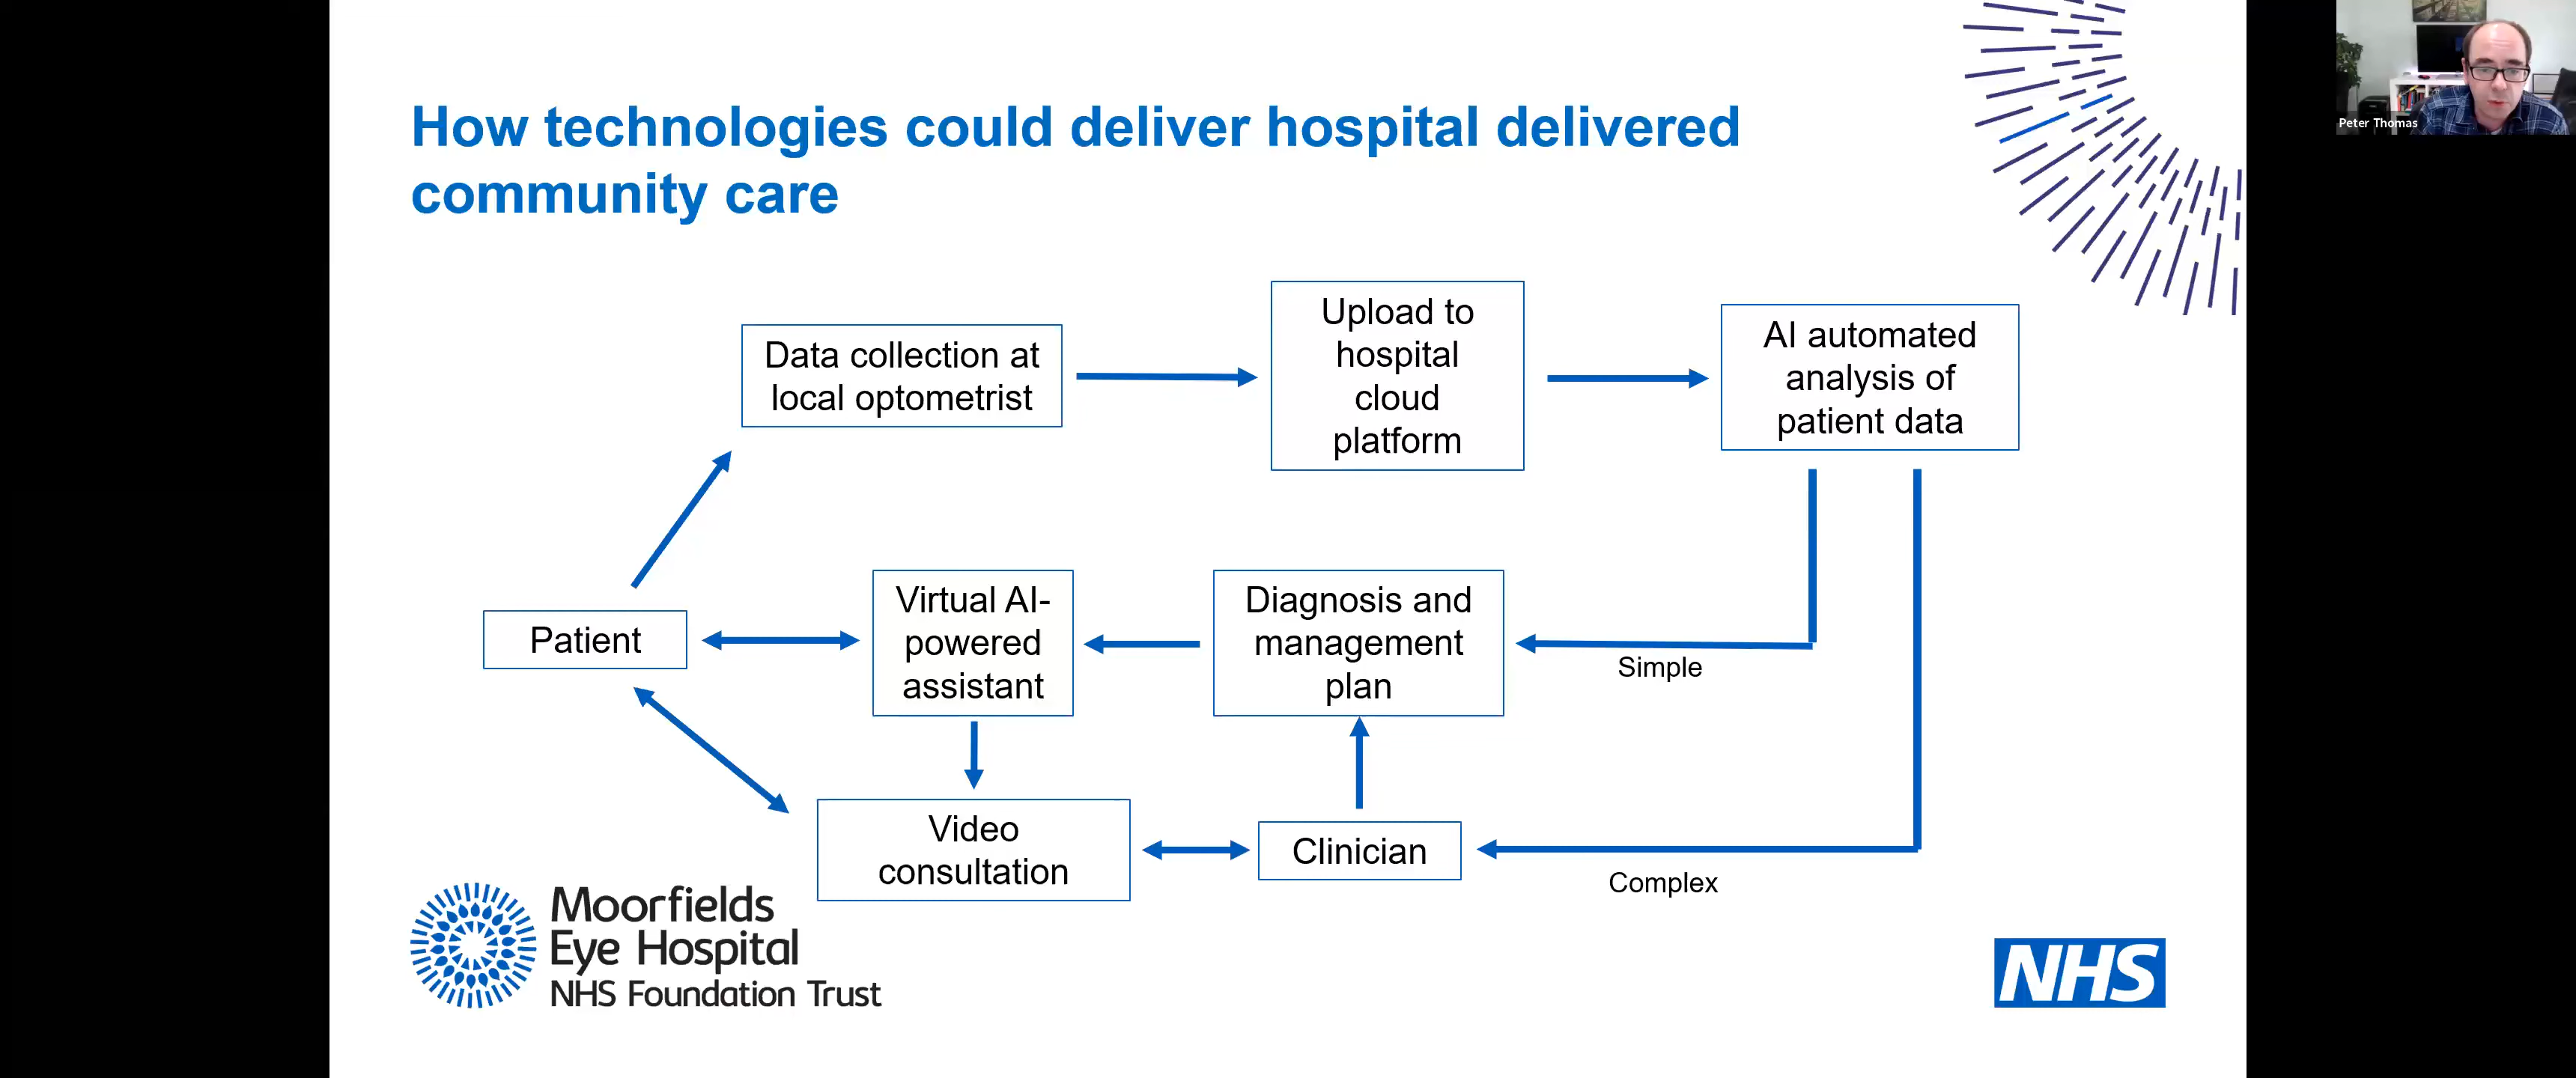 How technologies could deliver hospital delivered
community care
Peter Thomas
Data collection at
local optometrist
Upload to
hospital
cloud
platform
AI automated
analysis of
patient data
Patient
Virtual AI-
powered
assistant
Diagnosis and
management
plan
Simple
Video
consultation
Clinician
Complex
Moorfields
Eye Hospital
NHS Foundation Trust
NHS